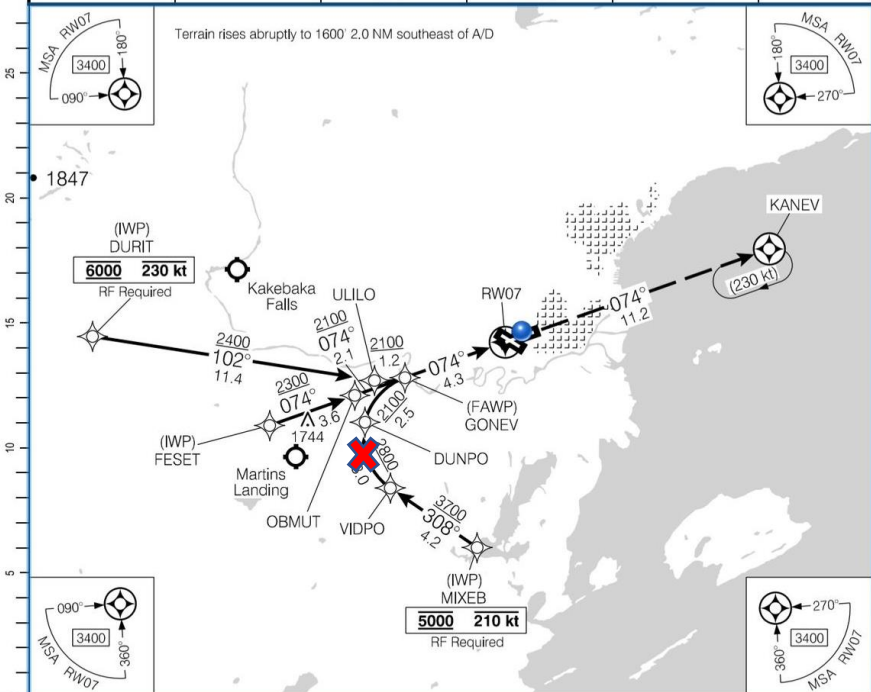 MSA RW07
180°
3400
090°
Terrain rises abruptly to 1600' 2.0 NM southeast of A/D
MSA RW07
180°
3400
270°
25
20
15
10
5
1847
(IWP)
DURIT
6000 230 kt
RF Required
Kakebaka
Falls
ULILO
RW07
KANEV
(230 kt)
074°
11.2
2400
102°
11.4
2100
074°
2.1
2100
1.2
074°
4.3
2300
074°
3.6
1744
(IWP)
FESET
Martins
Landing
OBMUT
VIDPO
2100
2.5
(FAWP)
GONEV
DUNPO
2800
.0
3700
308°
4.2
(IWP)
MIXEB
5000 210 kt
RF Required
090°
3400
360°
MSA RW07
270°
3400
360°
MSA RW07